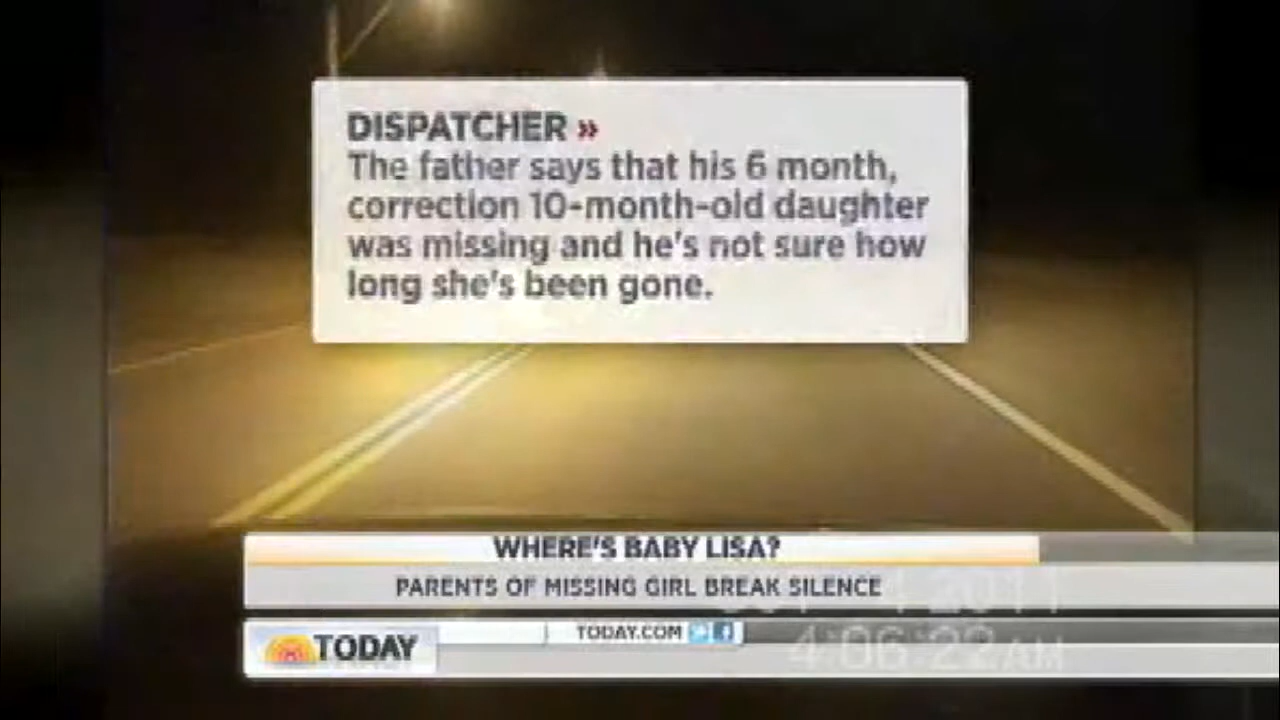 DISPATCHER »
The father says that his 6 month,
correction 10-month-old daughter
was missing and he's not sure how
long she's been gone.
WHERE'S BABY LISA?
PARENTS OF MISSING GIRL BREAK SILENCE
2011
TODAY.COM
TODAY
4:06:22AM